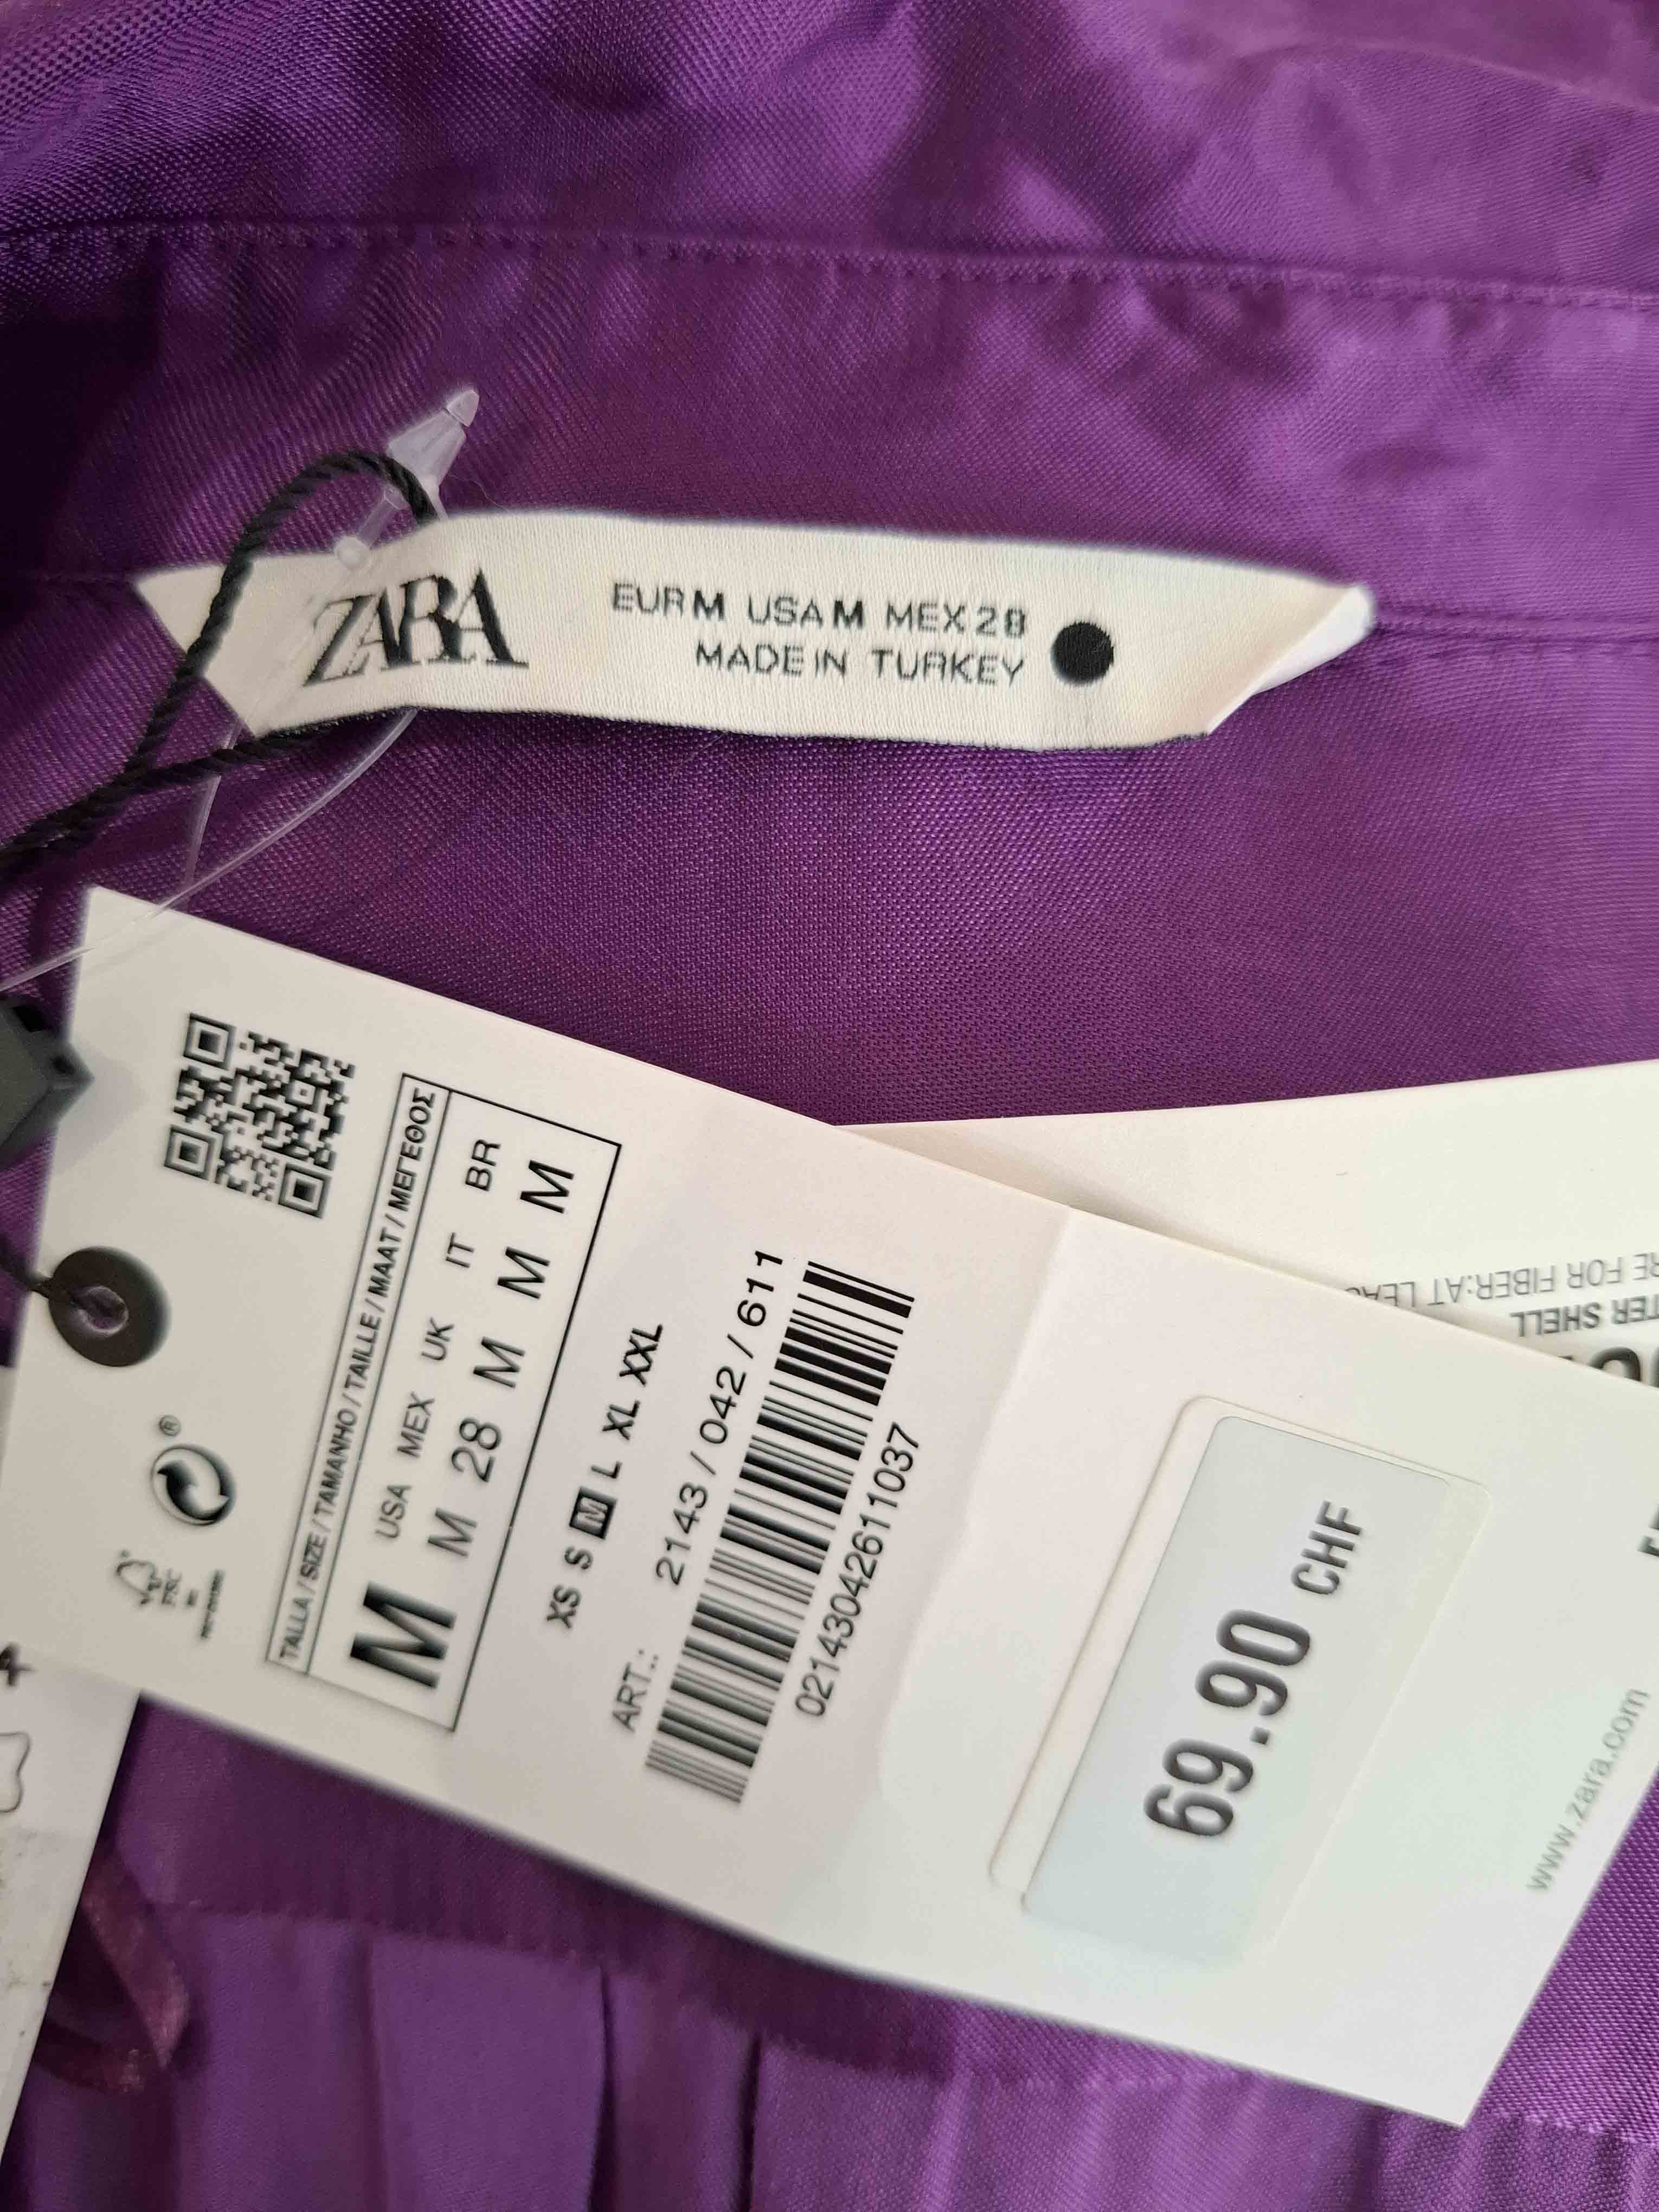 ZARA
EUR M USA M MEX 28
MADE IN TURKEY
TALLA / SIZE / TAMANHO / TAILLE / MAAT / ΜΕΓΕΘΟΣ
USA MEX UK IT BR
M M 28 M M M
XS S M L XL XXL
ART.: 2143 / 042 / 611
02143042611037
69.90 CHF
www.zara.com
FSC
®
TER SHELL
RE FOR FIBER:AT LEAS